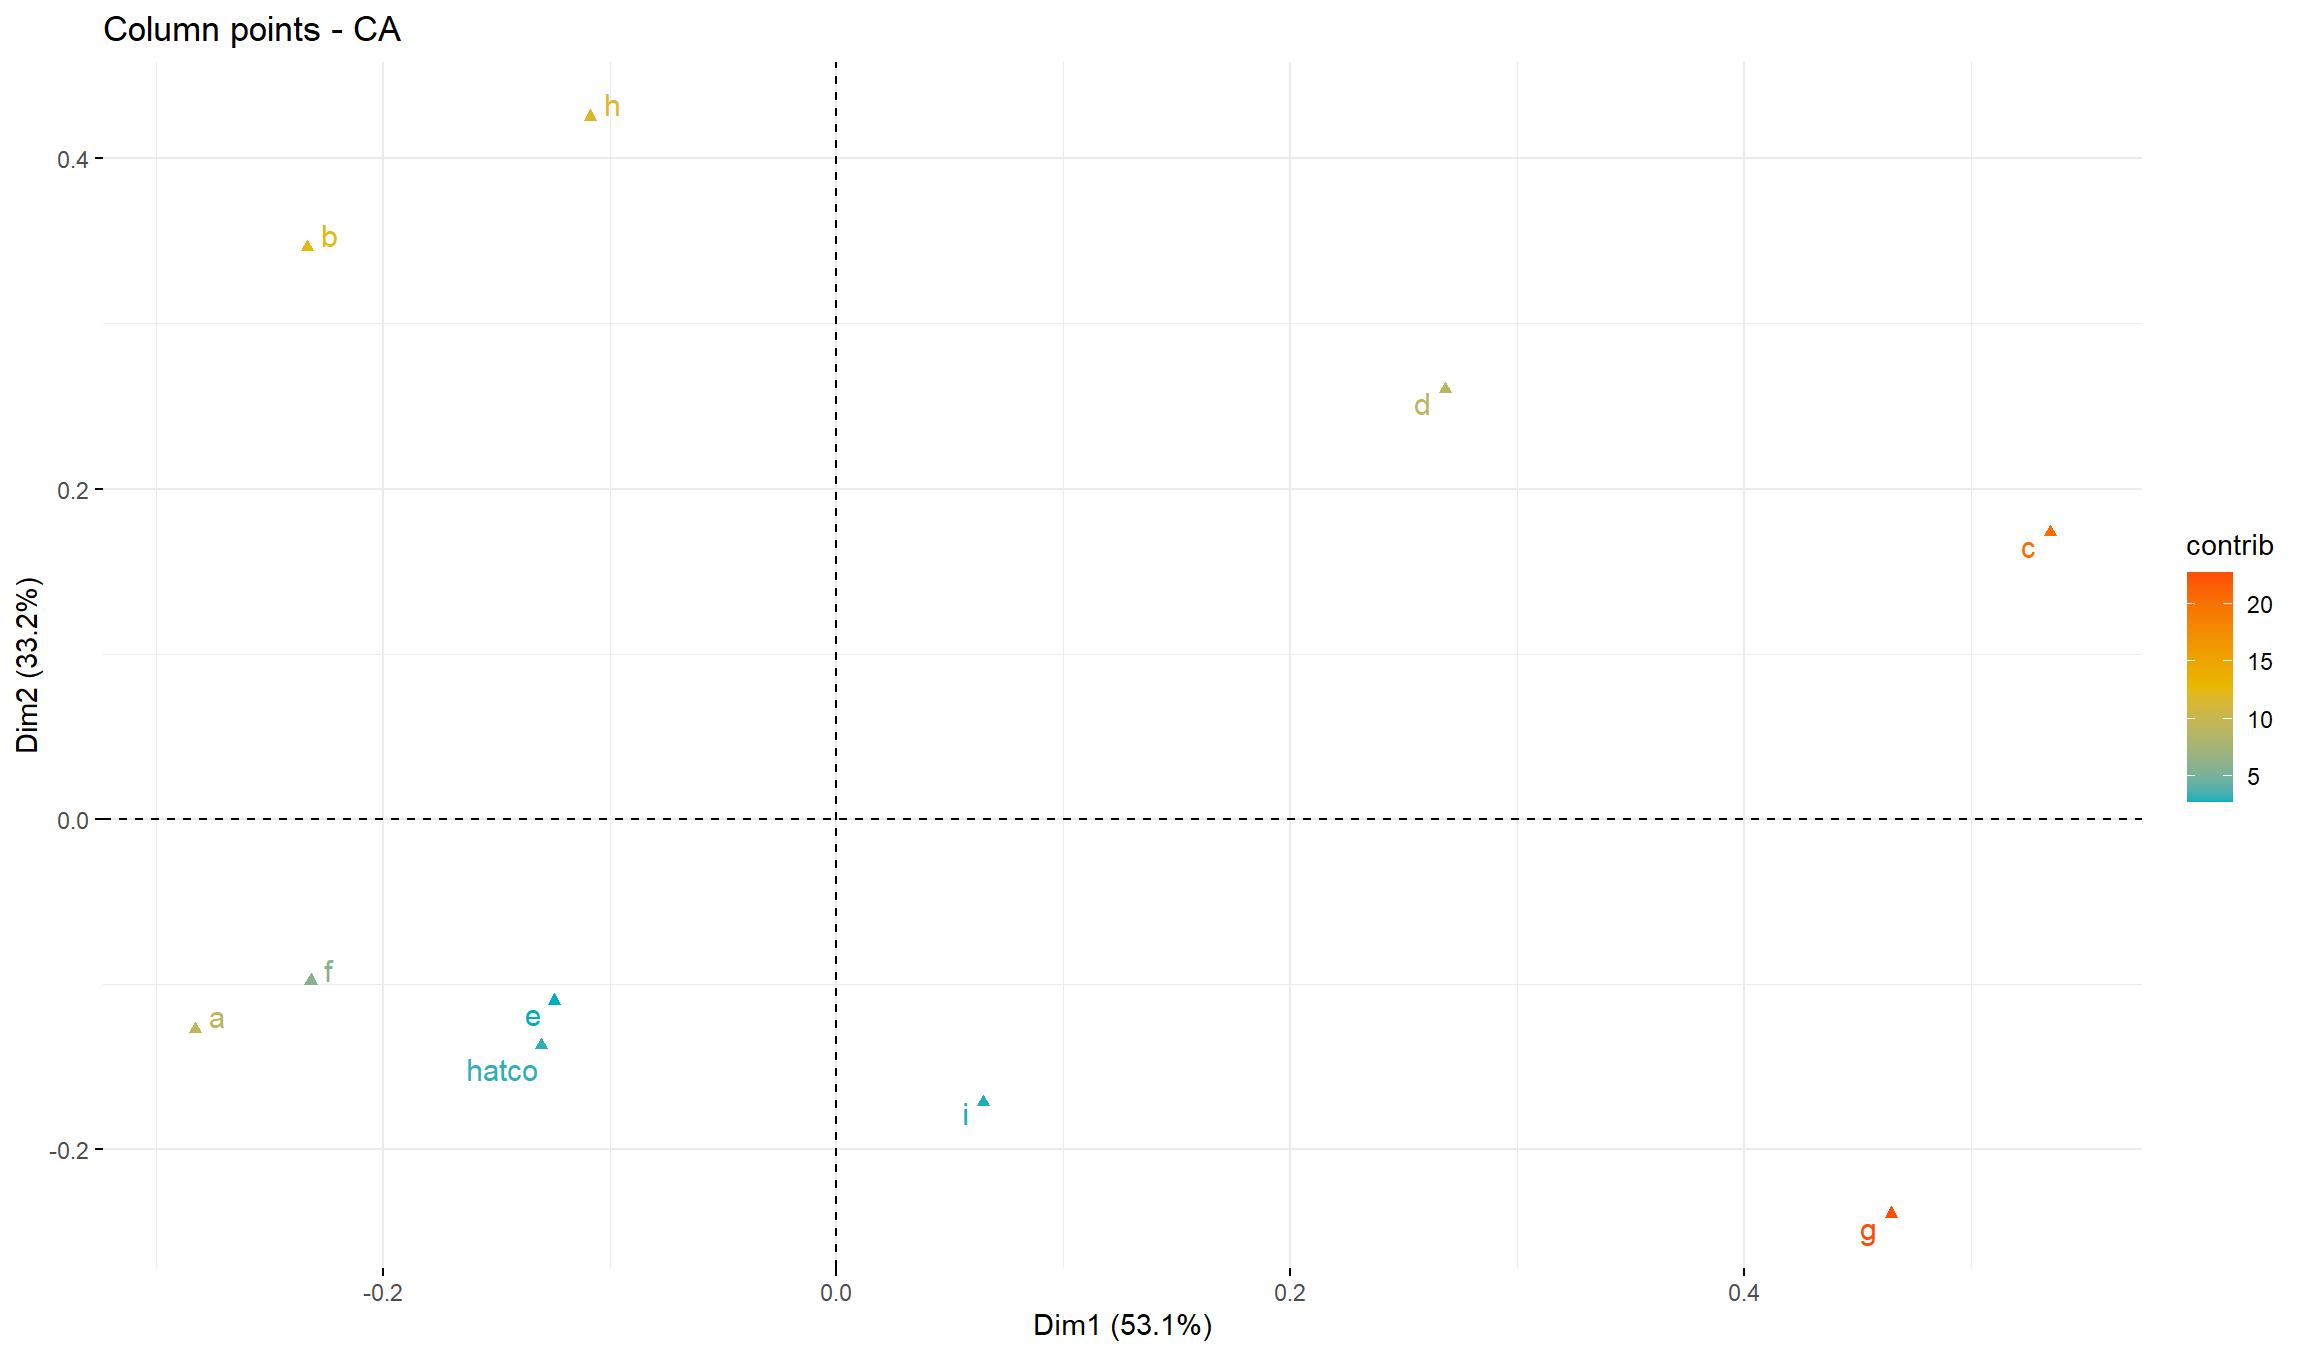 Column points - CA
h
0.4
b
d
0.2
c
contrib
20
15
10
5
Dim2 (33.2%)
0.0
f
a
e
hatco
i
-0.2
g
-0.2
0.0
0.2
0.4
Dim1 (53.1%)